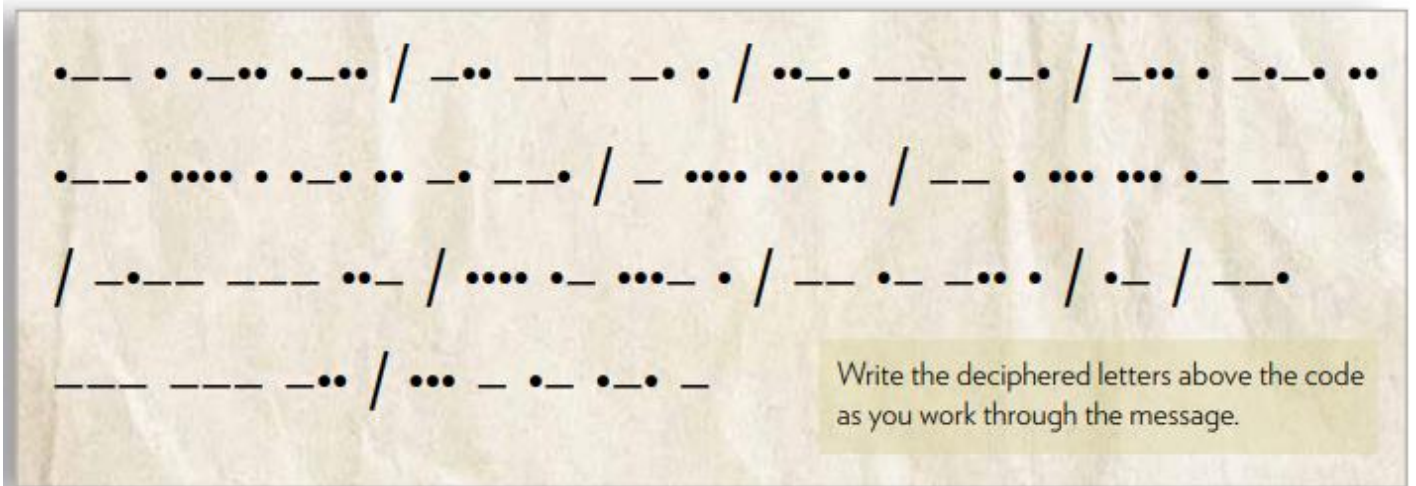 •—— • •—•• •—•• / —•• ——— —• • / ••—• ——— •—• / —•• • —•—• ••
•——• •••• • •—• •• —• ——• / — •••• •• ••• / —— • ••• ••• •— ——• •
/ —•—— ——— ••— / •••• •— •••— • / —— •— —•• • / •— / ——•
——— ——— —•• / ••• — •— •—• —
Write the deciphered letters above the code
as you work through the message.